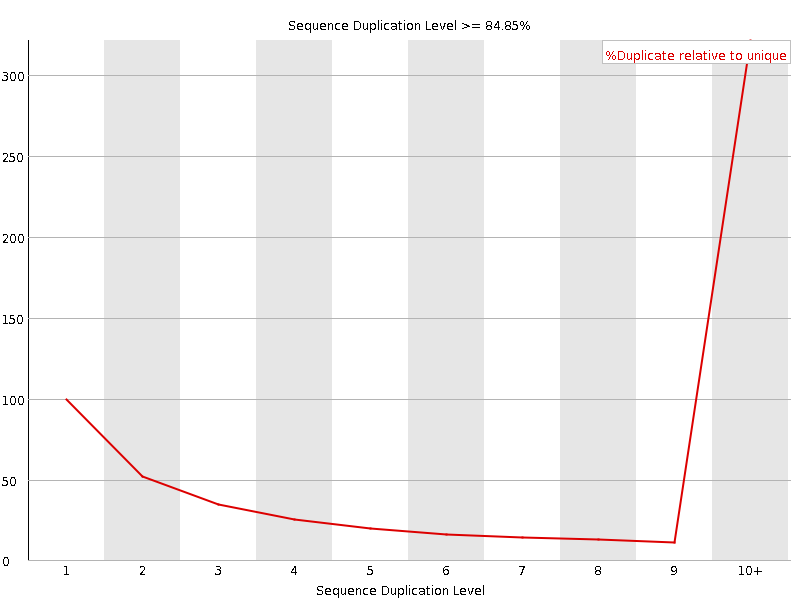 Sequence Duplication Level >= 84.85%
%Duplicate relative to unique
300
250
200
150
100
50
0
1 2 3 4 5 6 7 8 9 10+
Sequence Duplication Level